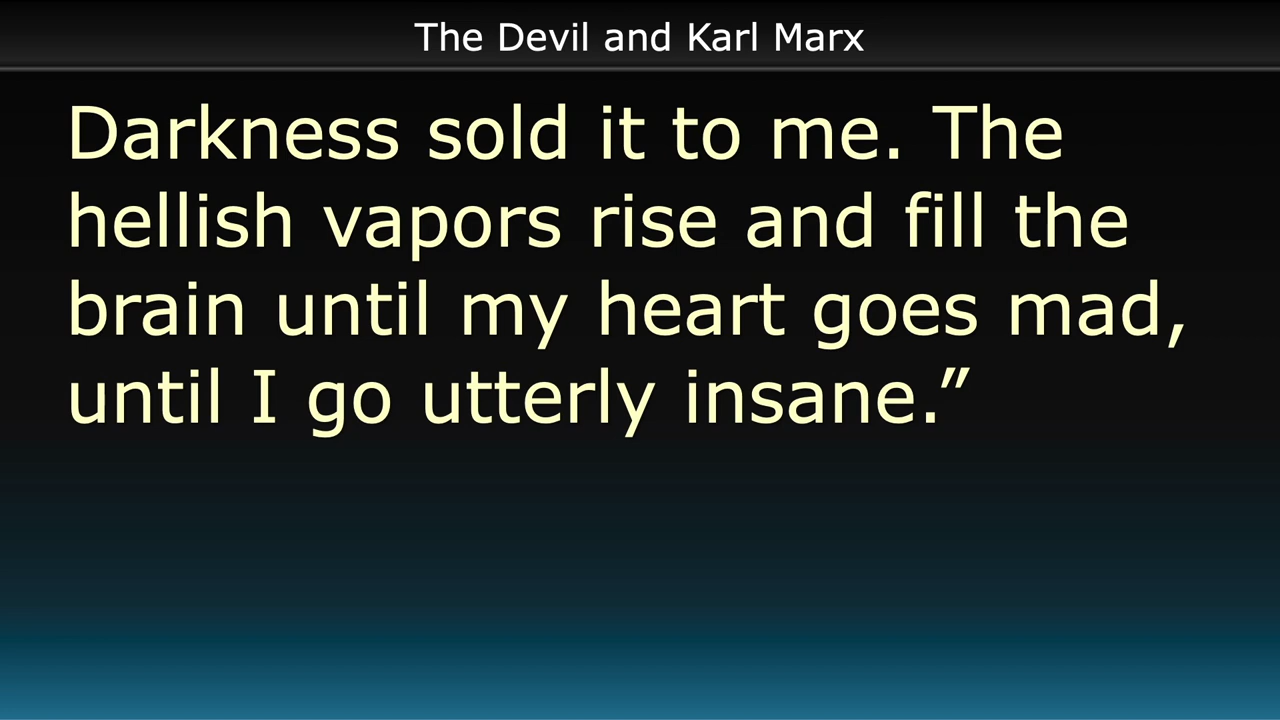 The Devil and Karl Marx
Darkness sold it to me. The
hellish vapors rise and fill the
brain until my heart goes mad,
until I go utterly insane.”